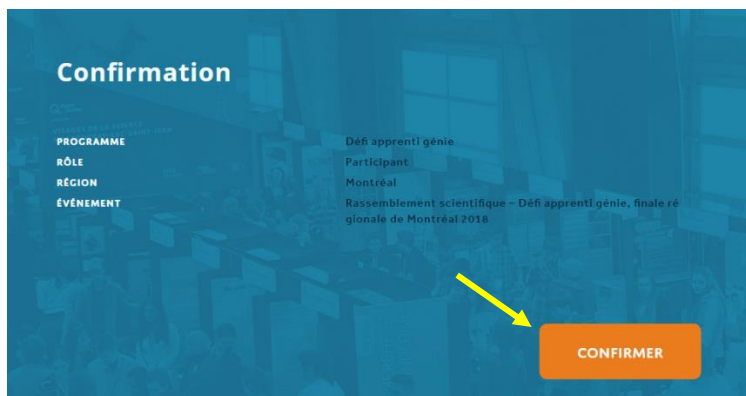 Confirmation
PROGRAMME Défi apprenti génie
RÔLE Participant
RÉGION Montréal
ÉVÉNEMENT Rassemblement scientifique – Défi apprenti génie, finale ré
gionale de Montréal 2018
CONFIRMER